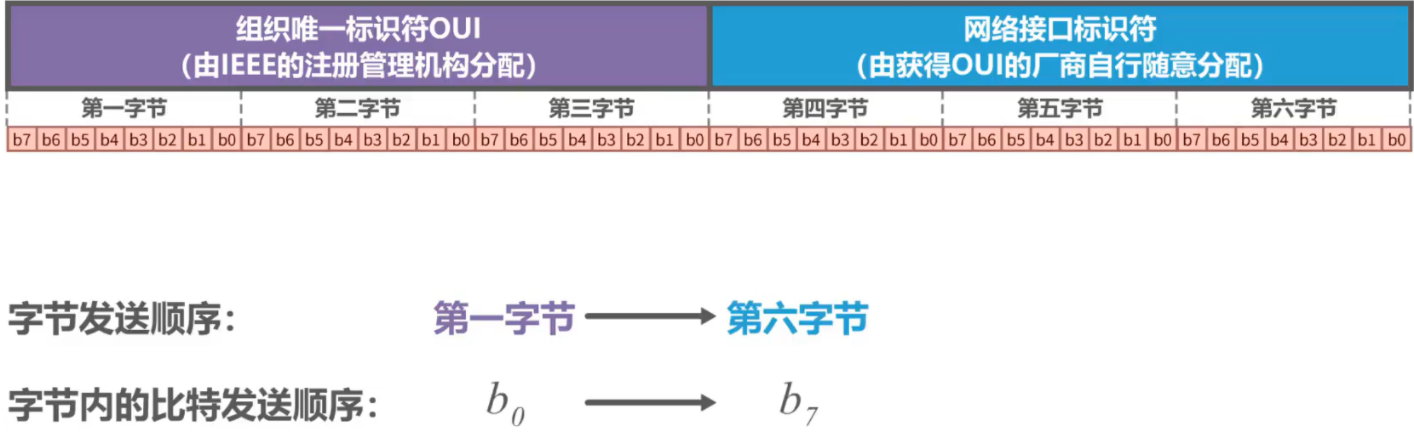 组织唯一标识符OUI
（由IEEE的注册管理机构分配）
网络接口标识符
（由获得OUI的厂商自行随意分配）
第一字节 第二字节 第三字节 第四字节 第五字节 第六字节
b7 b6 b5 b4 b3 b2 b1 b0 b7 b6 b5 b4 b3 b2 b1 b0 b7 b6 b5 b4 b3 b2 b1 b0 b7 b6 b5 b4 b3 b2 b1 b0 b7 b6 b5 b4 b3 b2 b1 b0 b7 b6 b5 b4 b3 b2 b1 b0
字节发送顺序： 第一字节 第六字节
字节内的比特发送顺序： b0 b7